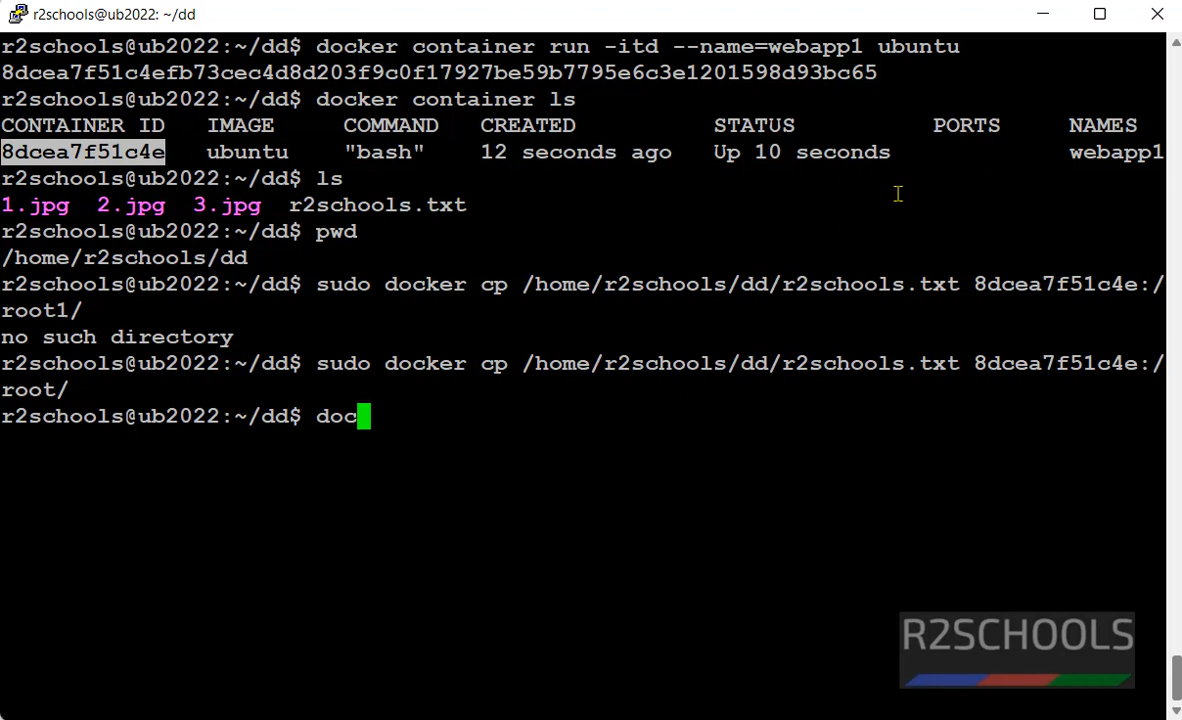 r2schools@ub2022: ~/dd
r2schools@ub2022:~/dd$ docker container run -itd --name=webapp1 ubuntu
8dcea7f51c4efb73cec4d8d203f9c0f17927be59b7795e6c3e1201598d93bc65
r2schools@ub2022:~/dd$ docker container ls
CONTAINER ID   IMAGE     COMMAND   CREATED          STATUS          PORTS     NAMES
8dcea7f51c4e   ubuntu    "bash"    12 seconds ago   Up 10 seconds             webapp1
r2schools@ub2022:~/dd$ ls
1.jpg  2.jpg  3.jpg  r2schools.txt
r2schools@ub2022:~/dd$ pwd
/home/r2schools/dd
r2schools@ub2022:~/dd$ sudo docker cp /home/r2schools/dd/r2schools.txt 8dcea7f51c4e:/
root1/
no such directory
r2schools@ub2022:~/dd$ sudo docker cp /home/r2schools/dd/r2schools.txt 8dcea7f51c4e:/
root/
r2schools@ub2022:~/dd$ doc
R2SCHOOLS